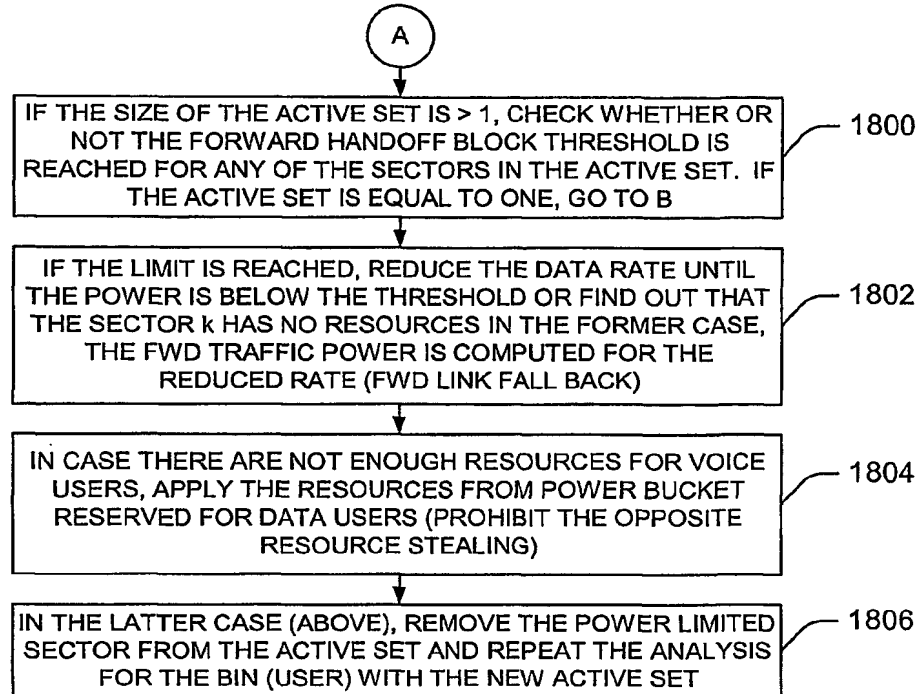 A
IF THE SIZE OF THE ACTIVE SET IS > 1, CHECK WHETHER OR
NOT THE FORWARD HANDOFF BLOCK THRESHOLD IS
REACHED FOR ANY OF THE SECTORS IN THE ACTIVE SET. IF
THE ACTIVE SET IS EQUAL TO ONE, GO TO B
1800
IF THE LIMIT IS REACHED, REDUCE THE DATA RATE UNTIL
THE POWER IS BELOW THE THRESHOLD OR FIND OUT THAT
THE SECTOR k HAS NO RESOURCES IN THE FORMER CASE,
THE FWD TRAFFIC POWER IS COMPUTED FOR THE
REDUCED RATE (FWD LINK FALL BACK)
1802
IN CASE THERE ARE NOT ENOUGH RESOURCES FOR VOICE
USERS, APPLY THE RESOURCES FROM POWER BUCKET
RESERVED FOR DATA USERS (PROHIBIT THE OPPOSITE
RESOURCE STEALING)
1804
IN THE LATTER CASE (ABOVE), REMOVE THE POWER LIMITED
SECTOR FROM THE ACTIVE SET AND REPEAT THE ANALYSIS
FOR THE BIN (USER) WITH THE NEW ACTIVE SET
1806